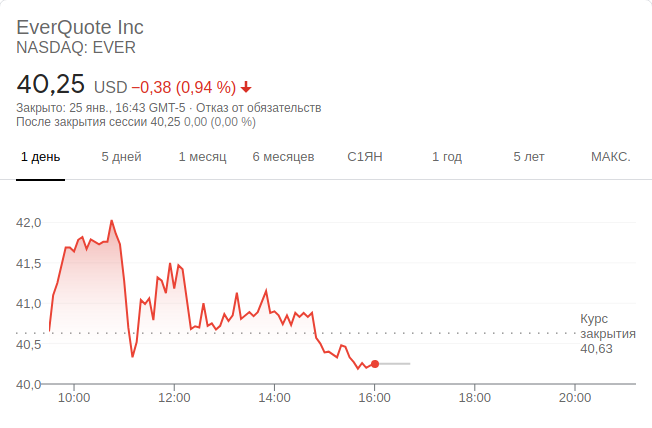 EverQuote Inc
NASDAQ: EVER
40,25 USD −0,38 (0,94 %)
Закрыто: 25 янв., 16:43 GMT-5 · Отказ от обязательств
После закрытия сессии 40,25 0,00 (0,00 %)
1 день 5 дней 1 месяц 6 месяцев С1ЯН 1 год 5 лет МАКС.
42,0
41,5
41,0
40,5
40,0
Курс
закрытия
40,63
10:00 12:00 14:00 16:00 18:00 20:00